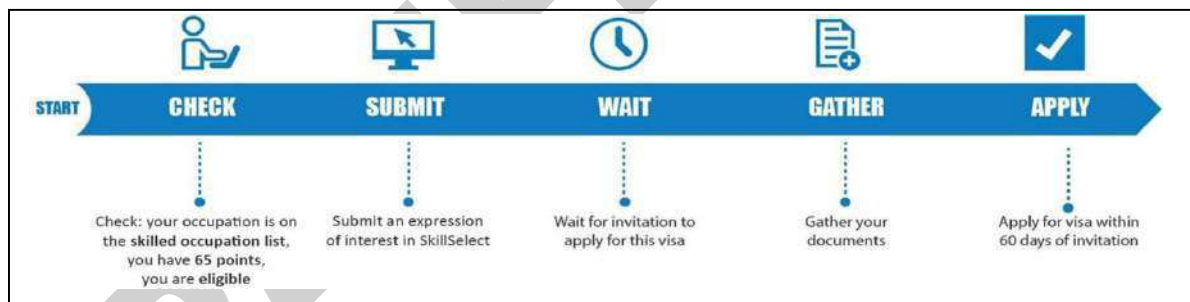 START
CHECK
SUBMIT
WAIT
GATHER
APPLY
Check: your occupation is on
the skilled occupation list,
you have 65 points,
you are eligible
Submit an expression
of interest in SkillSelect
Wait for invitation to
apply for this visa
Gather your
documents
Apply for visa within
60 days of invitation